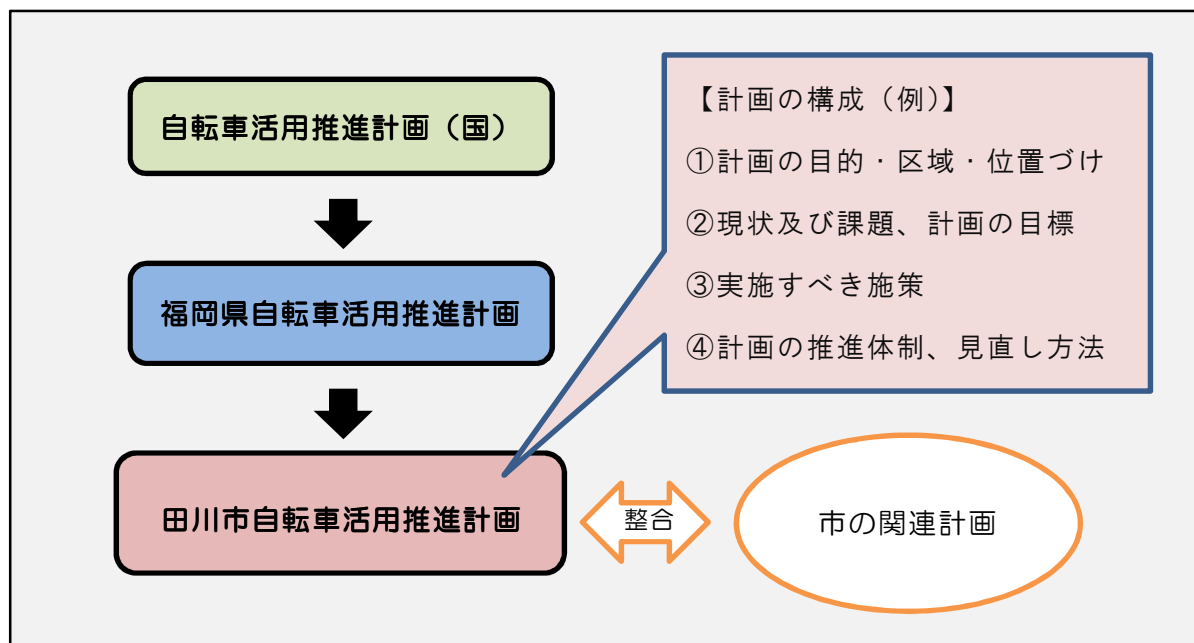 自転車活用推進計画（国）
福岡県自転車活用推進計画
田川市自転車活用推進計画
【計画の構成（例）】
①計画の目的・区域・位置づけ
②現状及び課題、計画の目標
③実施すべき施策
④計画の推進体制、見直し方法
整合
市の関連計画